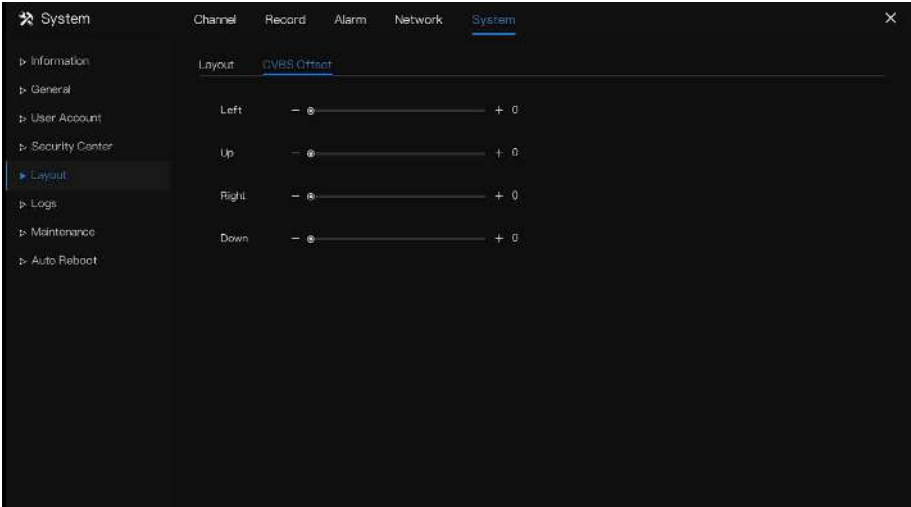 System
Channel Record Alarm Network System
Information
General
User Account
Security Center
Layout
Logs
Maintenance
Auto Reboot
Layout CVBS Offset
Left 0
Up 0
Right 0
Down 0